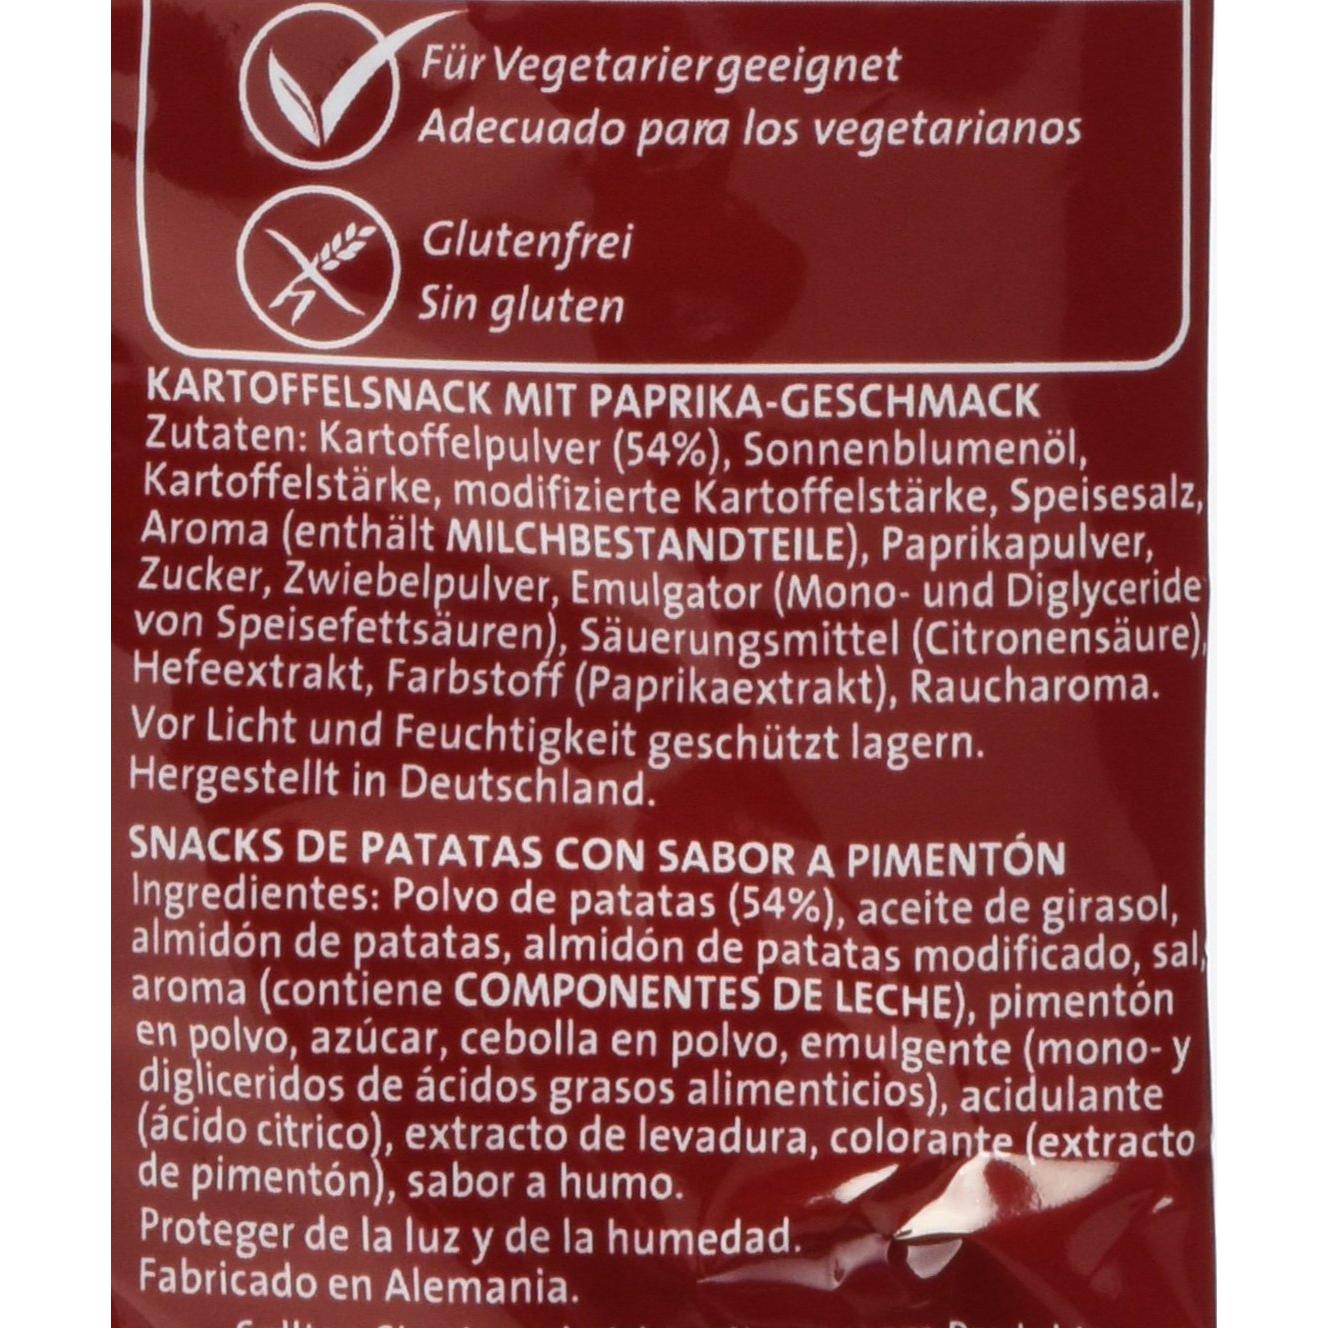 Für Vegetarier geeignet
Adecuado para los vegetarianos
Glutenfrei
Sin gluten
KARTOFFELSNACK MIT PAPRIKA-GESCHMACK
Zutaten: Kartoffelpulver (54%), Sonnenblumenöl,
Kartoffelstärke, modifizierte Kartoffelstärke, Speisesalz,
Aroma (enthält MILCHBESTANDTEILE), Paprikapulver,
Zucker, Zwiebelpulver, Emulgator (Mono- und Diglyceride
von Speisefettsäuren), Säuerungsmittel (Citronensäure),
Hefeextrakt, Farbstoff (Paprikaextrakt), Raucharoma.
Vor Licht und Feuchtigkeit geschützt lagern.
Hergestellt in Deutschland.
SNACKS DE PATATAS CON SABOR A PIMENTÓN
Ingredientes: Polvo de patatas (54%), aceite de girasol,
almidón de patatas, almidón de patatas modificado, sal,
aroma (contiene COMPONENTES DE LECHE), pimentón
en polvo, azúcar, cebolla en polvo, emulgente (mono- y
digliceridos de ácidos grasos alimenticios), acidulante
(ácido citrico), extracto de levadura, colorante (extracto
de pimentón), sabor a humo.
Proteger de la luz y de la humedad.
Fabricado en Alemania.